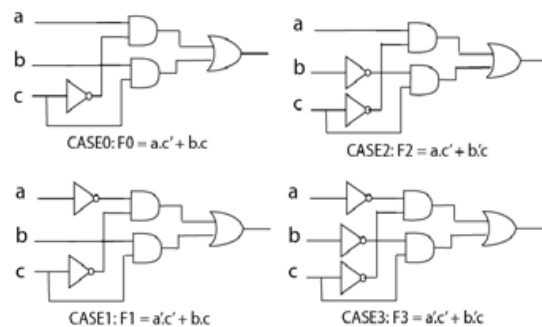 a
b
c
CASE0: F0 = a.c' + b.c
a
b
c
CASE2: F2 = a.c' + b'.c
a
b
c
CASE1: F1 = a'.c' + b.c
a
b
c
CASE3: F3 = a'.c' + b'.c